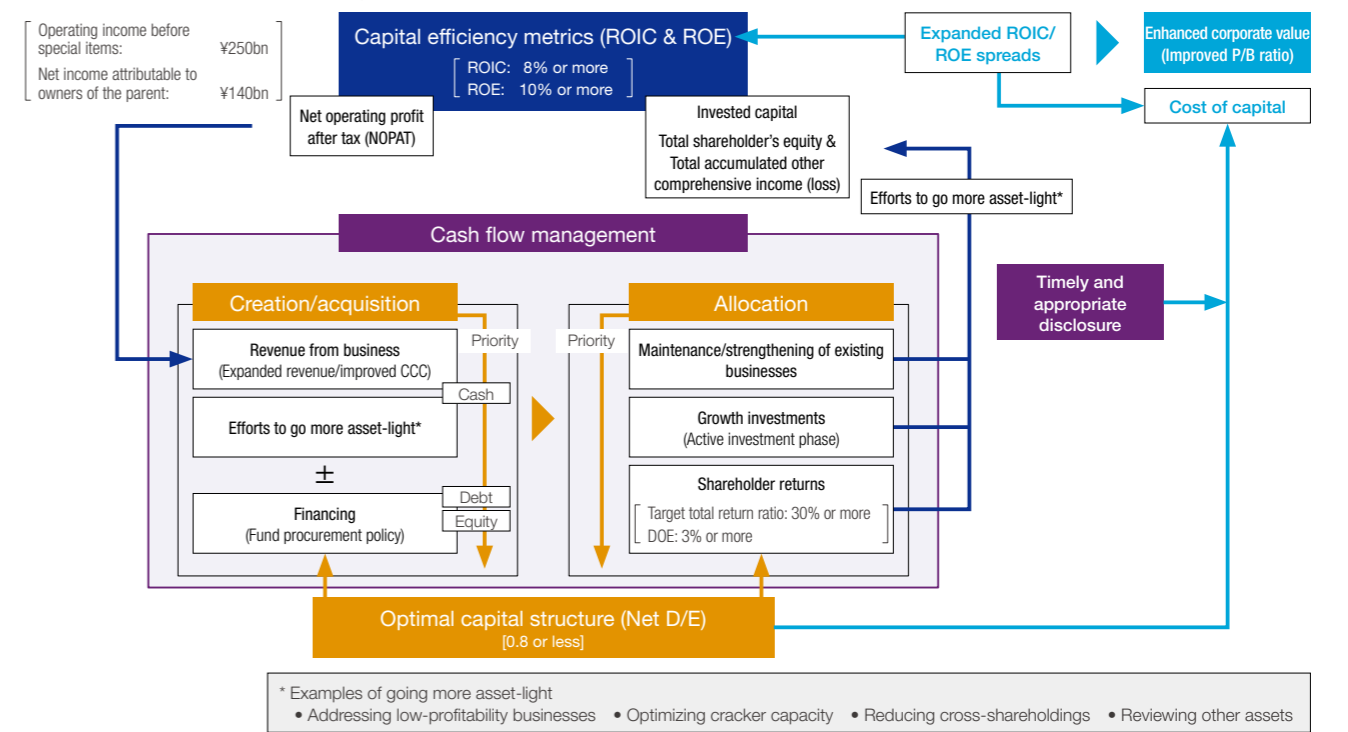 Operating income before
special items: ¥250bn
Net income attributable to
owners of the parent: ¥140bn
Capital efficiency metrics (ROIC & ROE)
ROIC: 8% or more
ROE: 10% or more
Expanded ROIC/
ROE spreads
Enhanced corporate value
(Improved P/B ratio)
Cost of capital
Net operating profit
after tax (NOPAT)
Invested capital
Total shareholder's equity &
Total accumulated other
comprehensive income (loss)
Efforts to go more asset-light*
Cash flow management
Creation/acquisition
Priority
Revenue from business
(Expanded revenue/improved CCC)
Cash
Efforts to go more asset-light*
±
Debt
Equity
Financing
(Fund procurement policy)
Allocation
Priority
Maintenance/strengthening of existing
businesses
Growth investments
(Active investment phase)
Shareholder returns
Target total return ratio: 30% or more
DOE: 3% or more
Timely and
appropriate
disclosure
Optimal capital structure (Net D/E)
[0.8 or less]
* Examples of going more asset-light
• Addressing low-profitability businesses • Optimizing cracker capacity • Reducing cross-shareholdings • Reviewing other assets